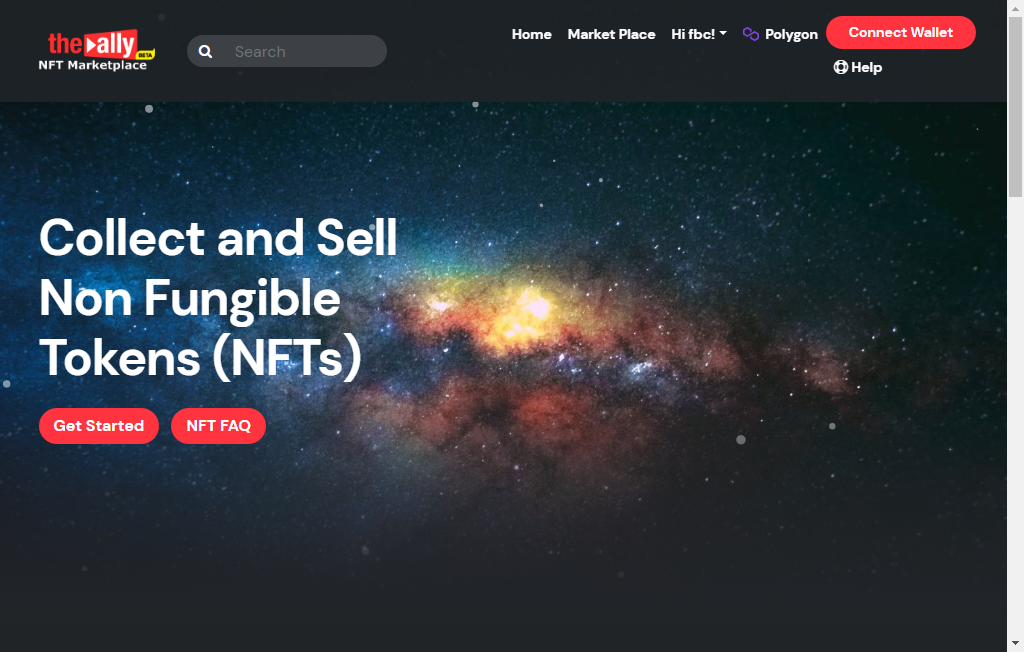 the ally BETA
NFT Marketplace
Search
Home
Market Place
Hi fbc!
Polygon
Connect Wallet
Help
Collect and Sell
Non Fungible
Tokens (NFTs)
Get Started
NFT FAQ